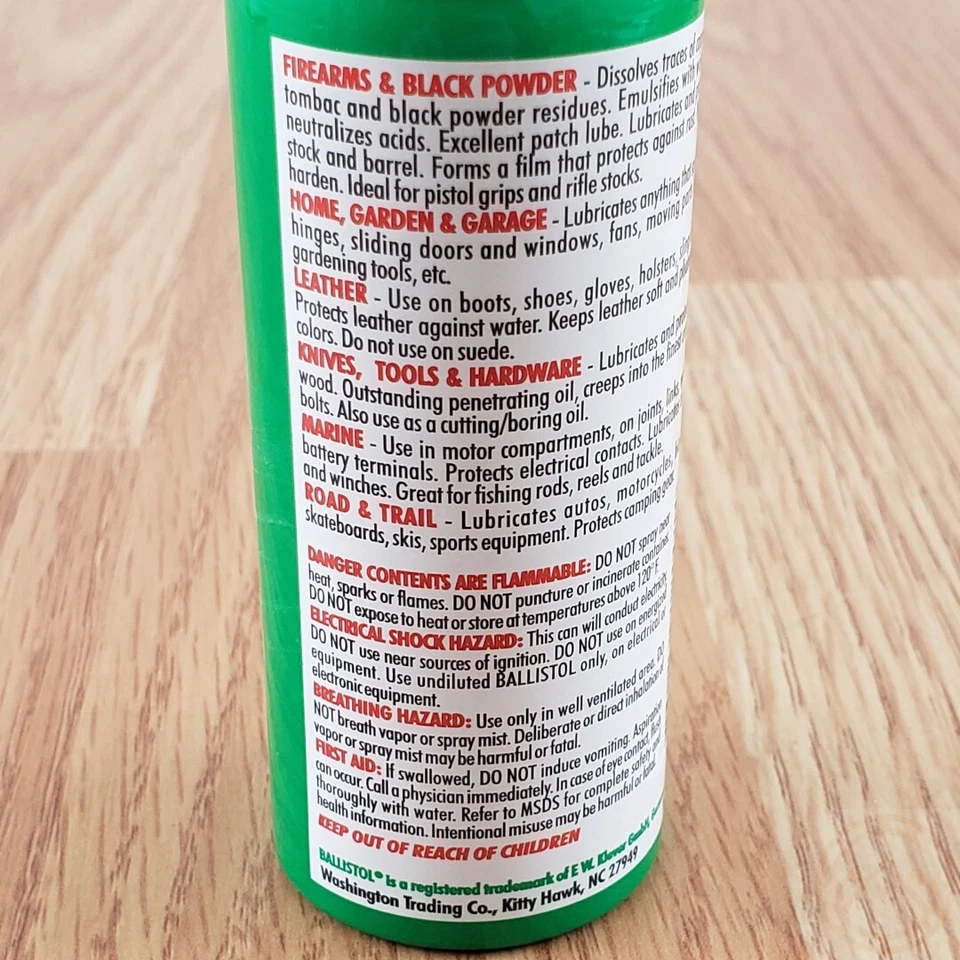 FIREARMS & BLACK POWDER - Dissolves traces of
tombac and black powder residues. Emulsifies with
neutralizes acids. Excellent patch lube. Lubricates and
stock and barrel. Forms a film that protects against rust
harden. Ideal for pistol grips and rifle stocks.
HOME, GARDEN & GARAGE - Lubricates anything that
hinges, sliding doors and windows, fans, moving
gardening tools, etc.
LEATHER - Use on boots, shoes, gloves, holsters,
Protects leather against water. Keeps leather soft and
colors. Do not use on suede.
KNIVES, TOOLS & HARDWARE - Lubricates and
wood. Outstanding penetrating oil, creeps into the finest
bolts. Also use as a cutting/boring oil.
MARINE - Use in motor compartments, on joints, links
battery terminals. Protects electrical contacts.
and winches. Great for fishing rods, reels and tackle.
ROAD & TRAIL - Lubricates autos, motorcycles,
skateboards, skis, sports equipment. Protects camping gear
DANGER CONTENTS ARE FLAMMABLE: DO NOT spray near
heat, sparks or flames. DO NOT puncture or incinerate container.
DO NOT expose to heat or store at temperatures above 120°F.
ELECTRICAL SHOCK HAZARD: This can will conduct electricity.
DO NOT use near sources of ignition. DO NOT use on energized
equipment. Use undiluted BALLISTOL only, on electrical or
electronic equipment.
BREATHING HAZARD: Use only in well ventilated area. DO
NOT breath vapor or spray mist. Deliberate or direct inhalation of
vapor or spray mist may be harmful or fatal.
FIRST AID: If swallowed, DO NOT induce vomiting. Aspiration
can occur. Call a physician immediately. In case of eye contact, flush
thoroughly with water. Refer to MSDS for complete safety and
health information. Intentional misuse may be harmful or fatal.
KEEP OUT OF REACH OF CHILDREN
BALLISTOL® is a registered trademark of F. W. Klever GmbH,
Washington Trading Co., Kitty Hawk, NC 27949